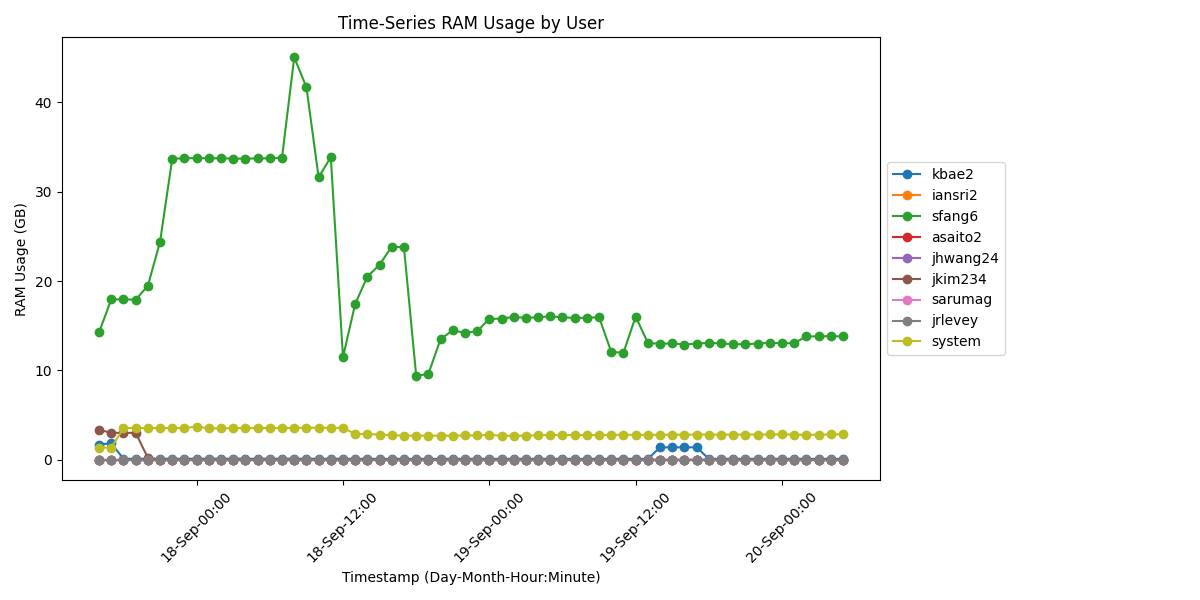 Time-Series RAM Usage by User
RAM Usage (GB)
40
30
20
10
0
18-Sep-00:00
18-Sep-12:00
19-Sep-00:00
19-Sep-12:00
20-Sep-00:00
Timestamp (Day-Month-Hour:Minute)
kbae2
iansri2
sfang6
asaito2
jhwang24
jkim234
sarumag
jrlevey
system